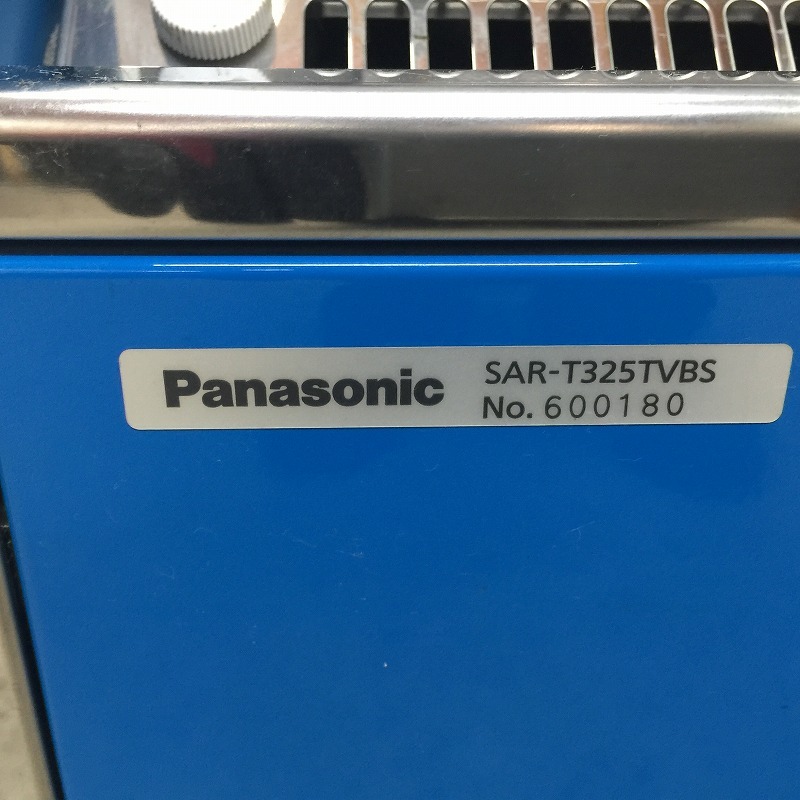 Panasonic
SAR-T325TVBS
No. 600180